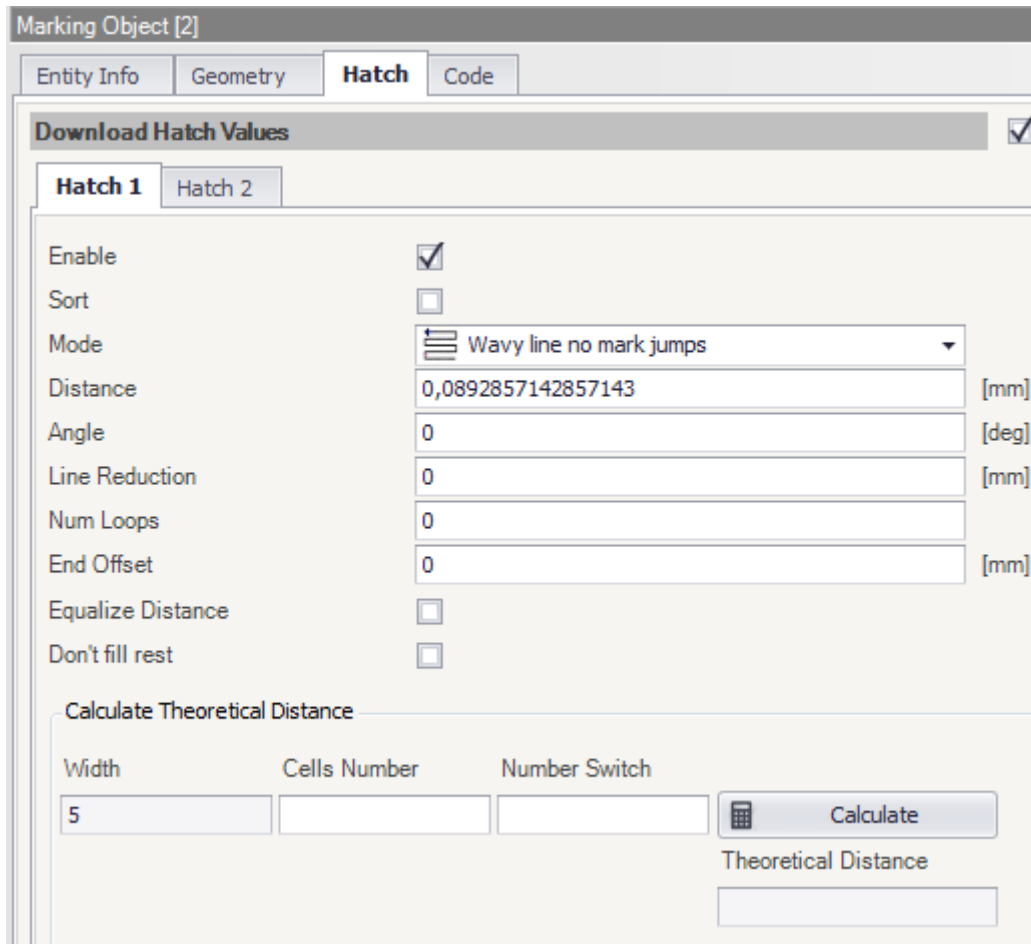 Marking Object [2]
Entity Info Geometry Hatch Code
Download Hatch Values
Hatch 1 Hatch 2
Enable
Sort
Mode Wavy line no mark jumps
Distance 0,0892857142857143 [mm]
Angle 0 [deg]
Line Reduction 0 [mm]
Num Loops 0
End Offset 0 [mm]
Equalize Distance
Don't fill rest
Calculate Theoretical Distance
Width Cells Number Number Switch
5 Calculate
Theoretical Distance